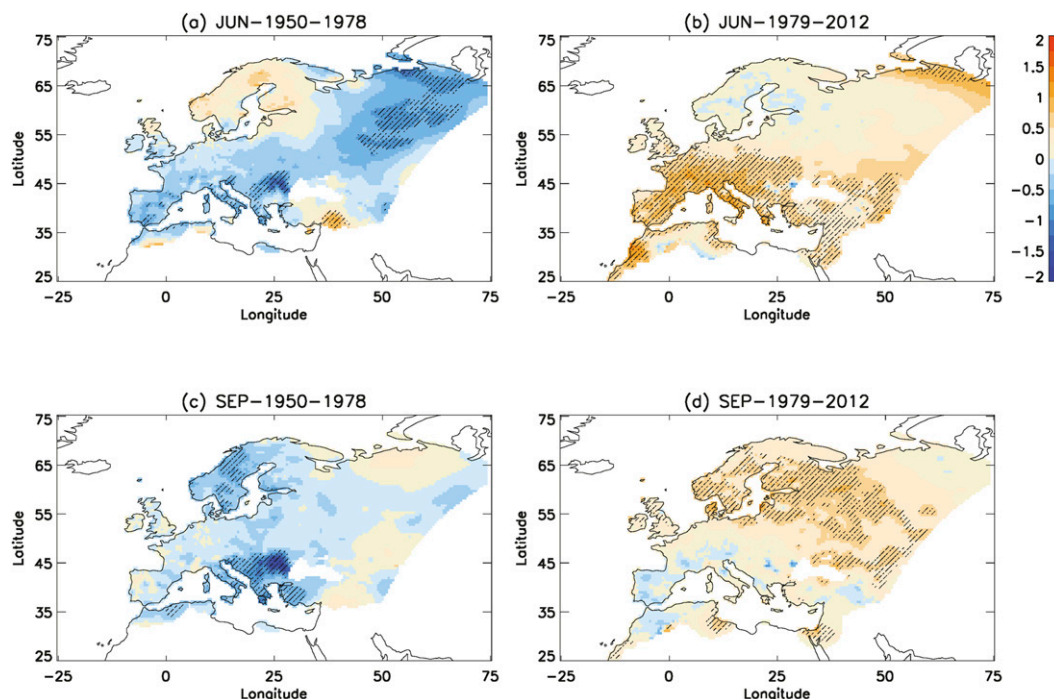 (a) JUN-1950-1978
(b) JUN-1979-2012
75
65
55
45
35
25
Latitude
-25 0 25 50 75
Longitude
75
65
55
45
35
25
Latitude
-25 0 25 50 75
Longitude
2
1.5
1
0.5
0
-0.5
-1
-1.5
-2
(c) SEP-1950-1978
(d) SEP-1979-2012
75
65
55
45
35
25
Latitude
-25 0 25 50 75
Longitude
75
65
55
45
35
25
Latitude
-25 0 25 50 75
Longitude